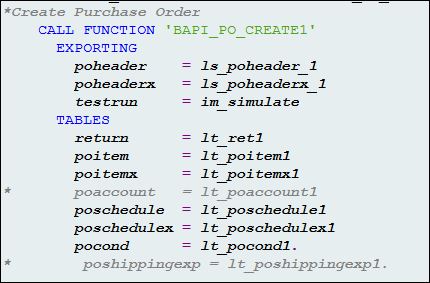 *Create Purchase Order
CALL FUNCTION 'BAPI_PO_CREATE1'
EXPORTING
poheader = ls_poheader_1
poheaderx = ls_poheaderx_1
testrun = im_simulate
TABLES
return = lt_ret1
poitem = lt_poitem1
poitemx = lt_poitemx1
* poaccount = lt_poaccount1
poschedule = lt_poschedule1
poschedulex = lt_poschedulex1
pocond = lt_pocond1.
* poshippingexp = lt_poshippingexp1.